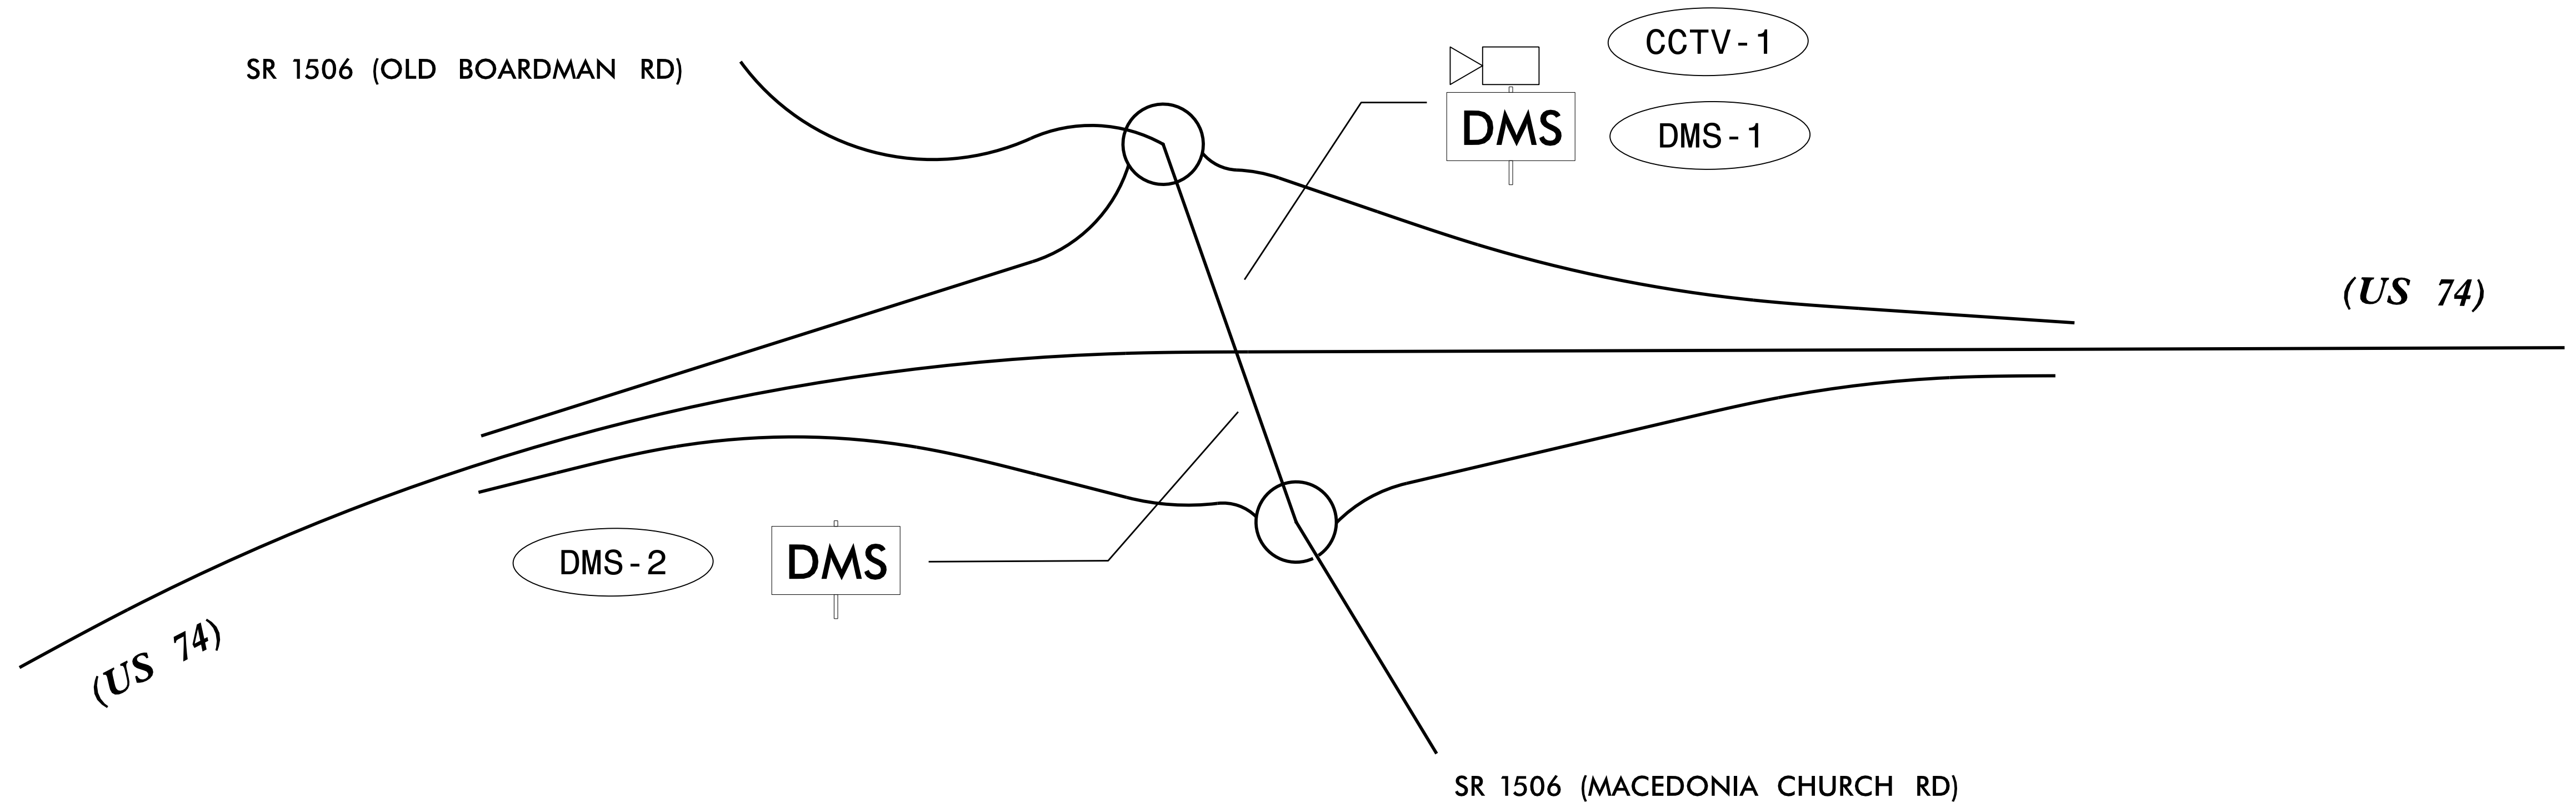 CCTV-1
SR 1506 (OLD BOARDMAN RD)
DMS
DMS-1
(US 74)
DMS-2
DMS
(US 74)
SR 1506 (MACEDONIA CHURCH RD)